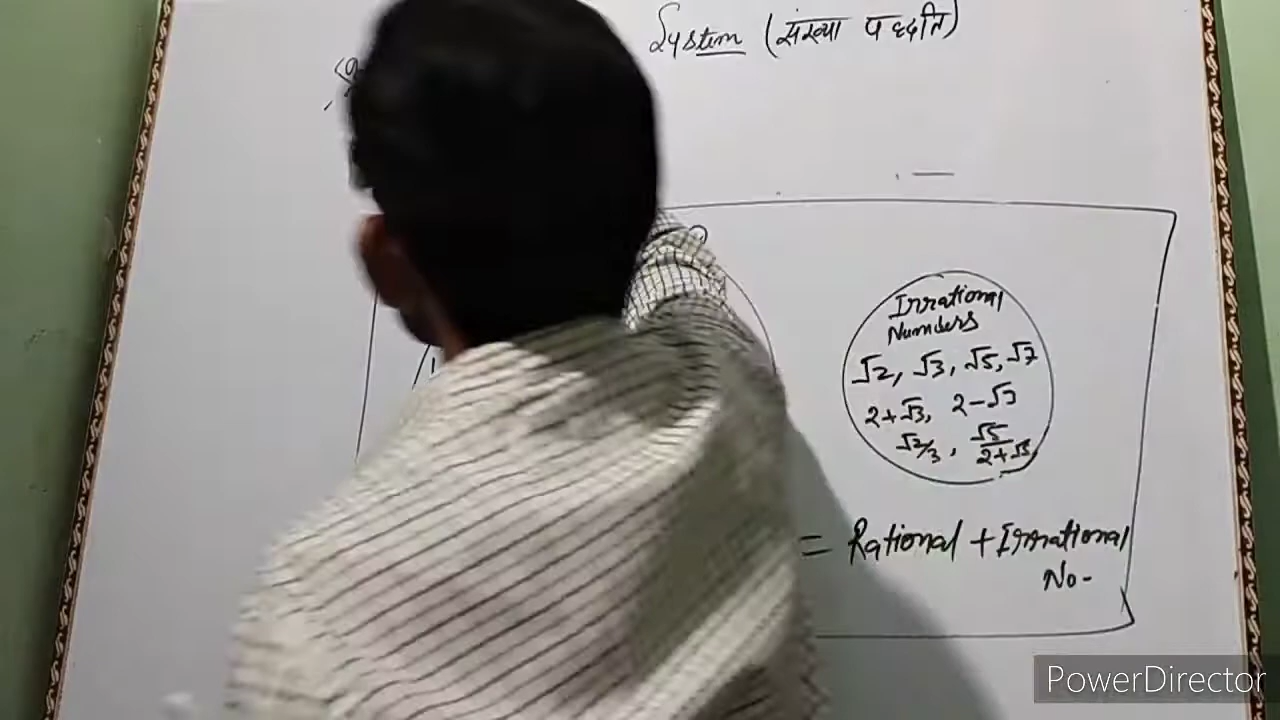 System (संख्या पद्दति)
Irrational
Numbers
√2, √3, √5, √7
2+√3, 2-√3
√2/3, √5/2+√3
= Rational + Irrational
No-
PowerDirector